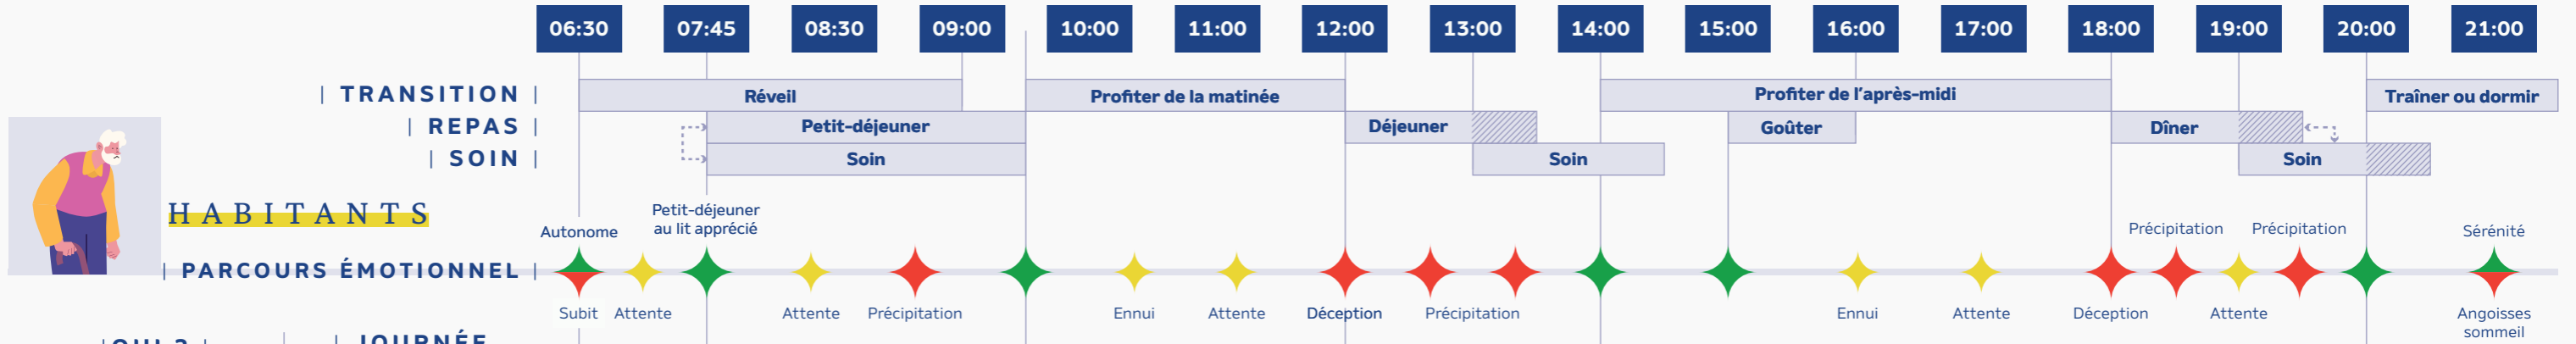 06:30 07:45 08:30 09:00 10:00 11:00 12:00 13:00 14:00 15:00 16:00 17:00 18:00 19:00 20:00 21:00
| TRANSITION | Réveil Profiter de la matinée Profiter de l'après-midi Traîner ou dormir
| REPAS | Petit-déjeuner Déjeuner Goûter Dîner
| SOIN | Soin Soin Soin
HABITANTS
Petit-déjeuner
au lit apprécié
Autonome Précipitation Précipitation Sérénité
| PARCOURS ÉMOTIONNEL |
Subit Attente Attente Précipitation Ennui Attente Déception Précipitation Ennui Attente Déception Attente Angoisses
sommeil